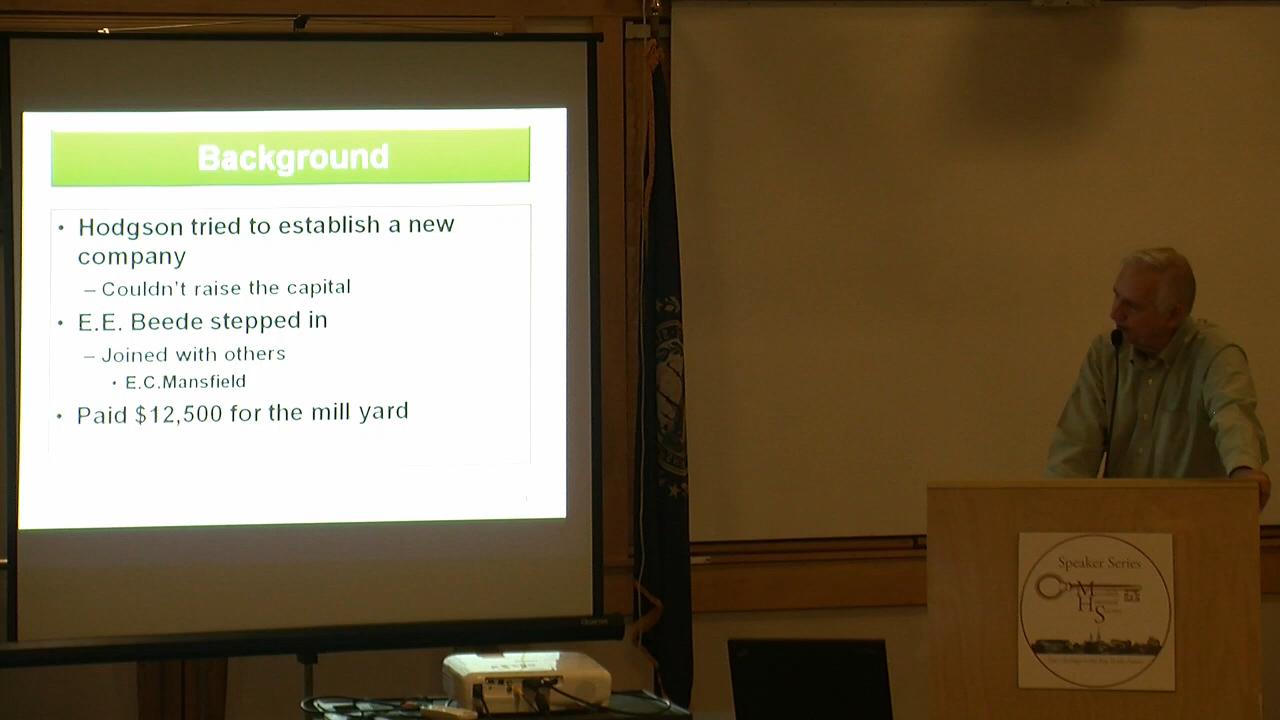 Background
• Hodgson tried to establish a new
company
– Couldn't raise the capital
• E.E. Beede stepped in
– Joined with others
• E.C.Mansfield
• Paid $12,500 for the mill yard
Speaker Series
M
H
S